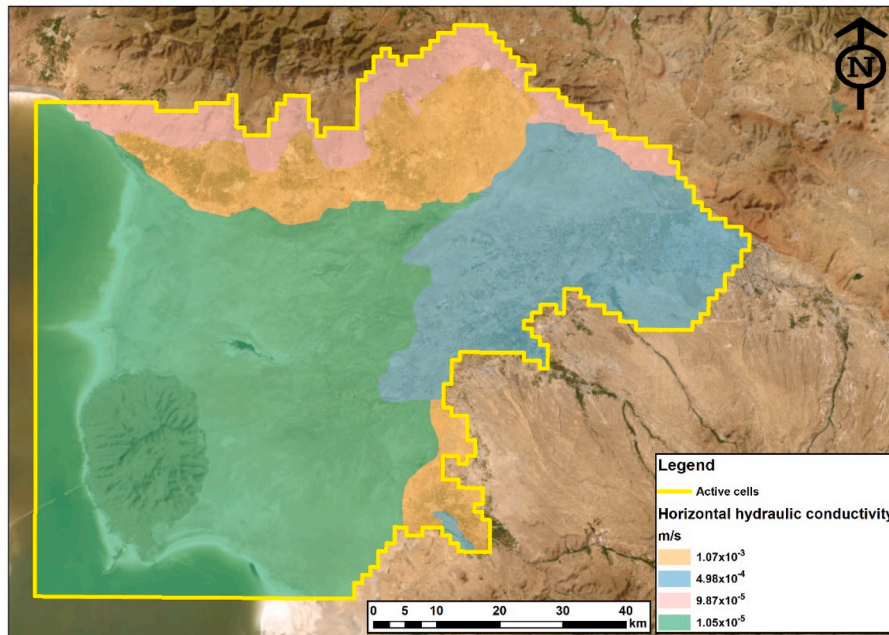 N
Legend
Active cells
Horizontal hydraulic conductivity
m/s
1.07x10⁻³
4.98x10⁻⁴
9.87x10⁻⁵
1.05x10⁻⁵
0 5 10 20 30 40
km